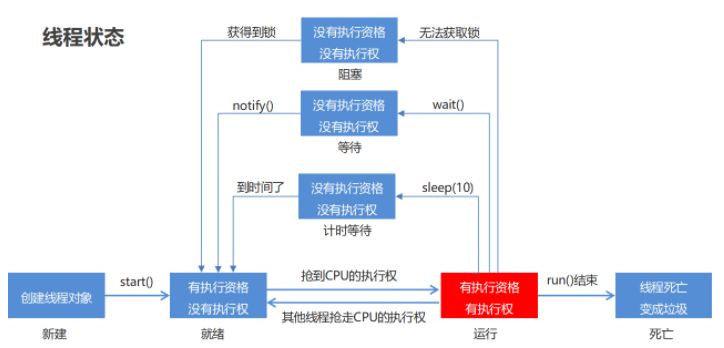 线程状态
获得到锁
没有执行资格
没有执行权
无法获取锁
阻塞
notify()
没有执行资格
没有执行权
wait()
等待
到时间了
没有执行资格
没有执行权
sleep(10)
计时等待
创建线程对象
start()
有执行资格
没有执行权
抢到CPU的执行权
其他线程抢走CPU的执行权
有执行资格
有执行权
run()结束
线程死亡
变成垃圾
新建
就绪
运行
死亡